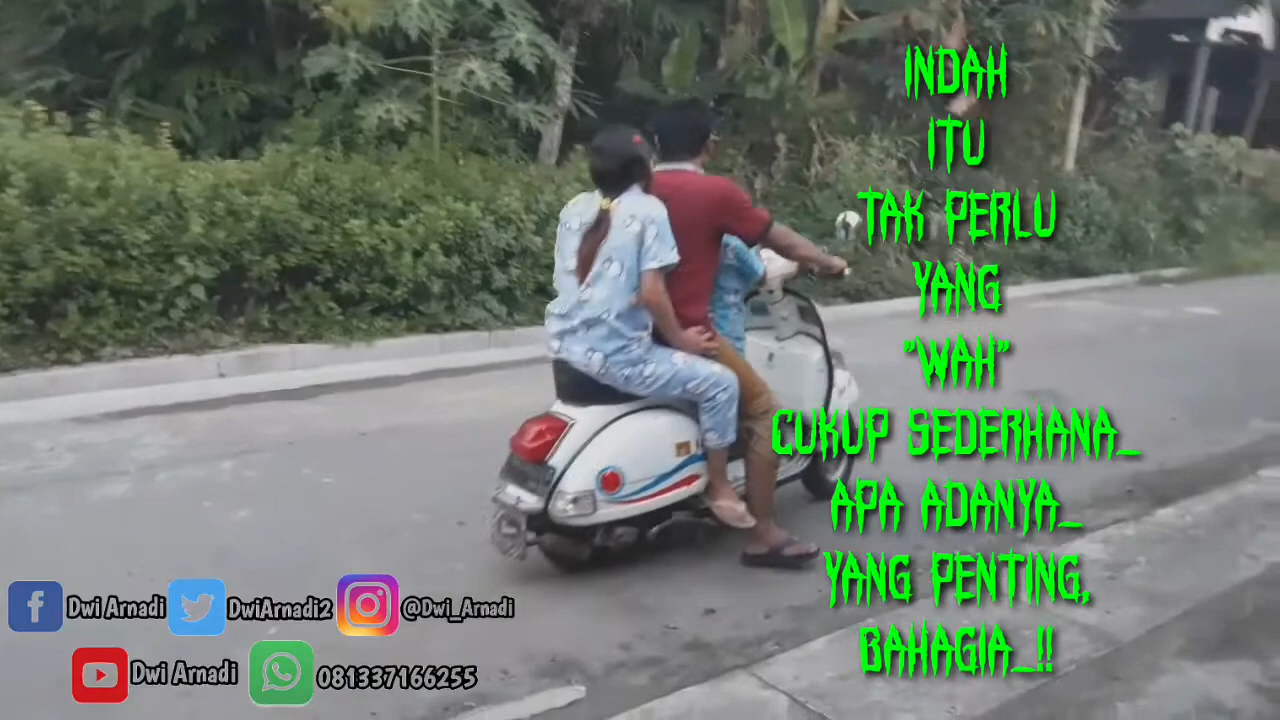 INDAH
ITU
TAK PERLU
YANG
"WAH"
CUKUP SEDERHANA_
APA ADANYA_
YANG PENTING,
BAHAGIA_!!
Dwi Arnadi DwiArnadi2 @Dwi_Arnadi
Dwi Arnadi 081337166255